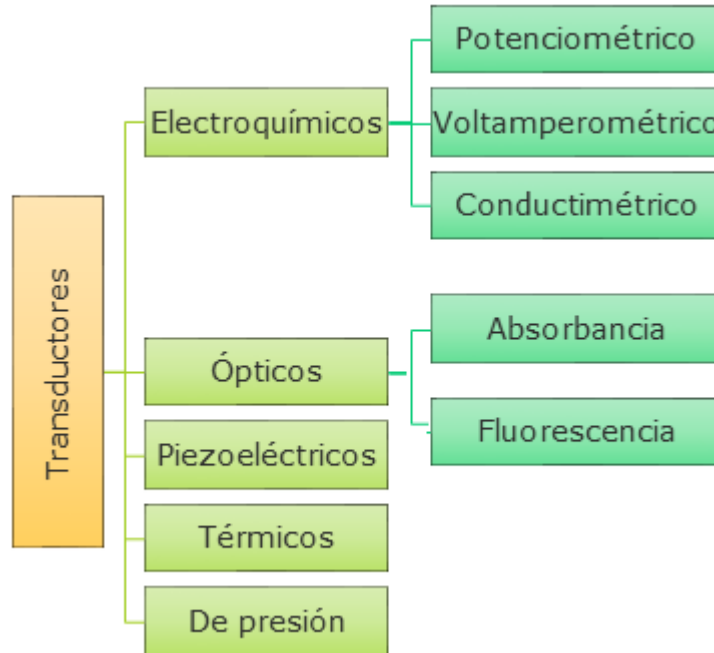 Transductores
Electroquímicos
Potenciométrico
Voltamperométrico
Conductimétrico
Ópticos
Absorbancia
Fluorescencia
Piezoeléctricos
Térmicos
De presión